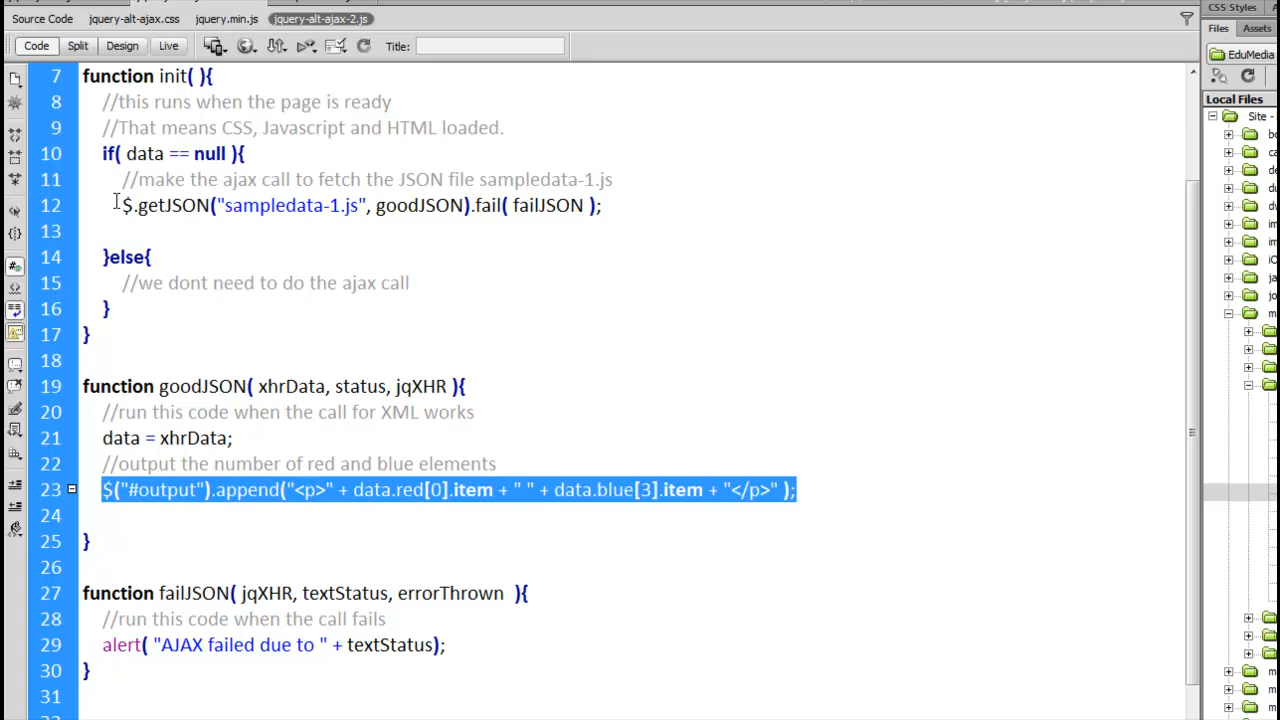 Source Code jquery-alt-ajax.css jquery.min.js jquery-alt-ajax-2.js
CSS Styles
Code Split Design Live Title:
Files Assets
EduMedia
Local Files
Site -
7 function init( ){
8 //this runs when the page is ready
9 //That means CSS, Javascript and HTML loaded.
10 if( data == null ){
11 //make the ajax call to fetch the JSON file sampledata-1.js
12 $.getJSON("sampledata-1.js", goodJSON).fail( failJSON );
13
14 }else{
15 //we dont need to do the ajax call
16 }
17 }
18
19 function goodJSON( xhrData, status, jqXHR ){
20 //run this code when the call for XML works
21 data = xhrData;
22 //output the number of red and blue elements
23 $("#output").append("<p>" + data.red[0].item + " " + data.blue[3].item + "</p>" );
24
25 }
26
27 function failJSON( jqXHR, textStatus, errorThrown ){
28 //run this code when the call fails
29 alert( "AJAX failed due to " + textStatus);
30 }
31